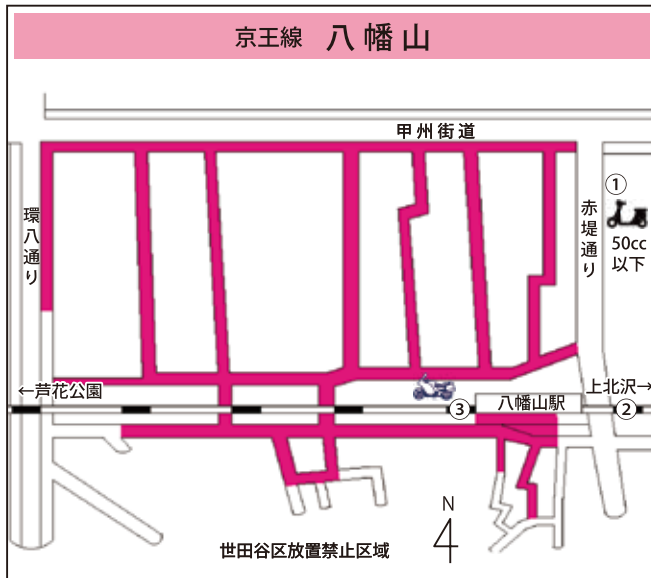 京王線 八幡山
甲州街道
環八通り
赤堤通り
①
50cc
以下
←芦花公園
上北沢→
八幡山駅
③
②
N
世田谷区放置禁止区域